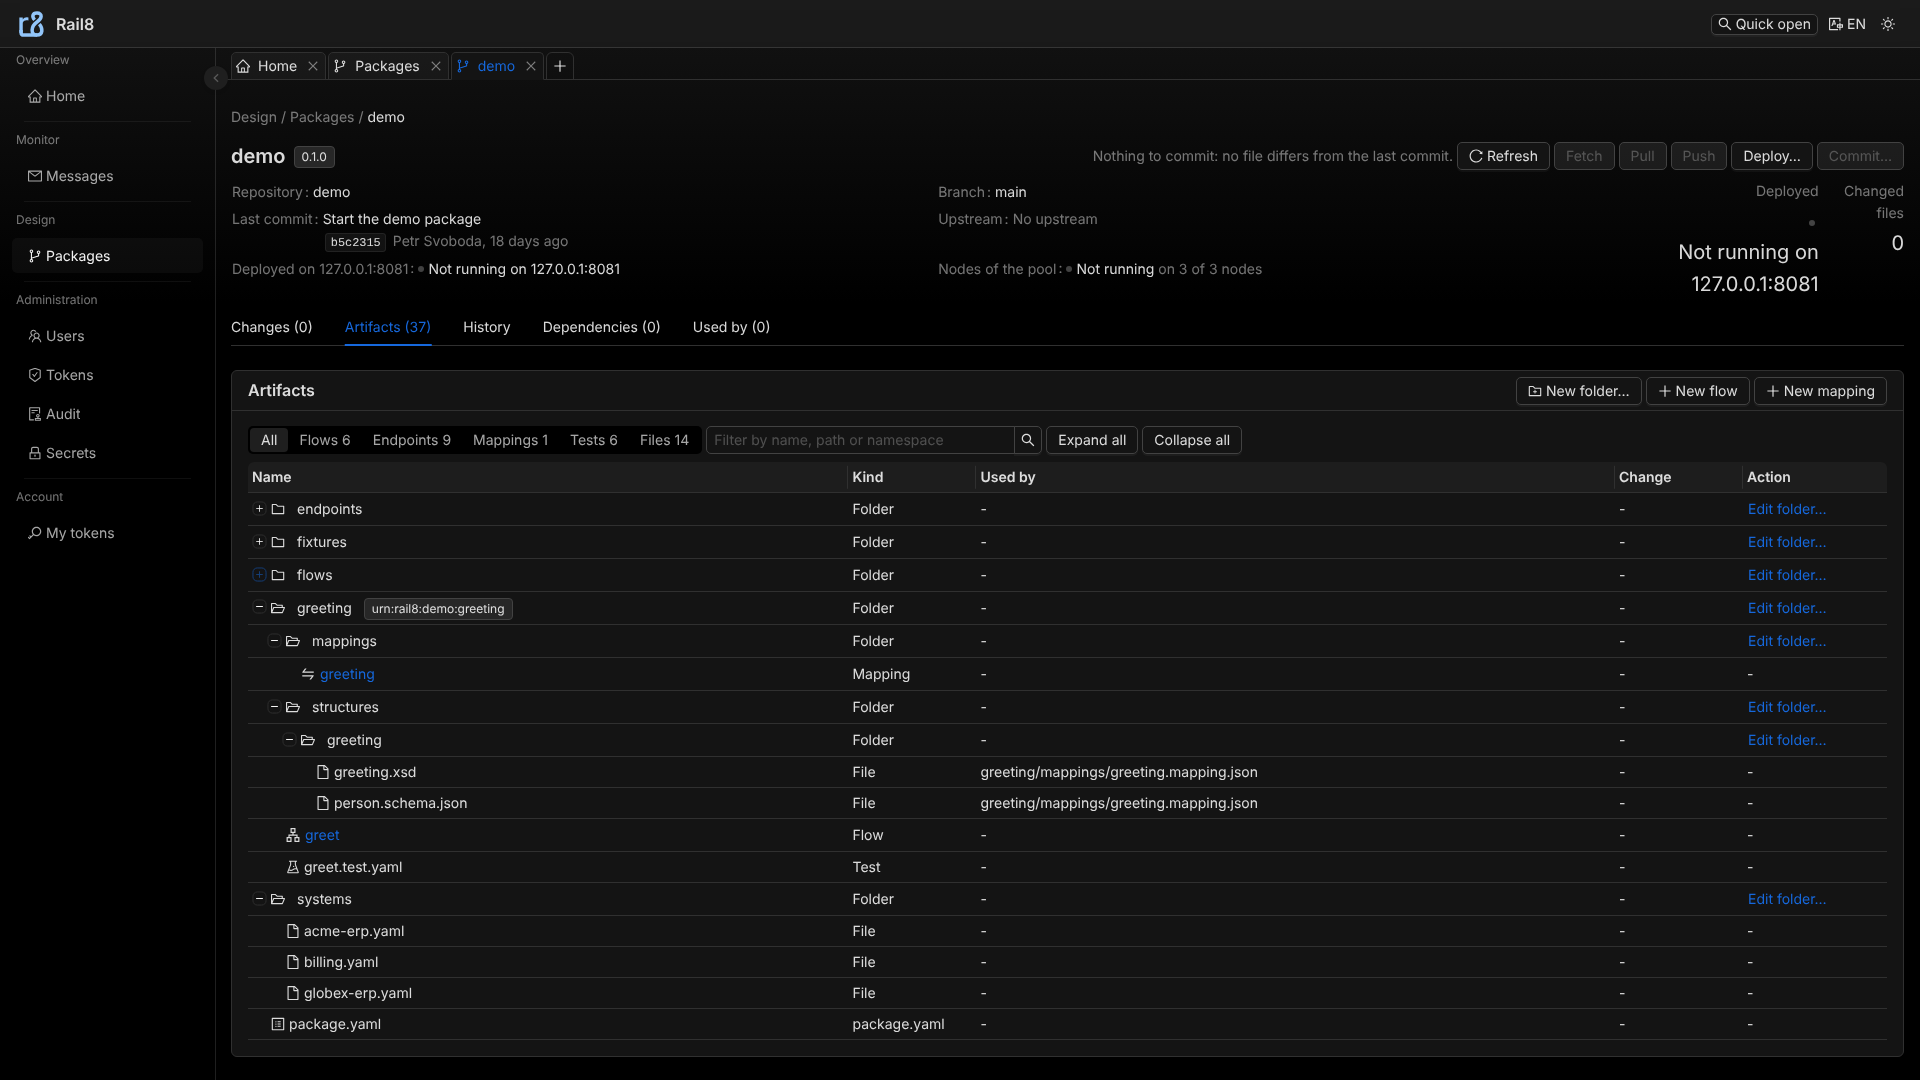 Rail8
Quick open
EN
Overview
Home
Monitor
Messages
Design
Packages
Administration
Users
Tokens
Audit
Secrets
Account
My tokens
Home
Packages
demo
Design / Packages / demo
demo 0.1.0
Nothing to commit: no file differs from the last commit.
Refresh
Fetch
Pull
Push
Deploy...
Commit...
Repository: demo
Branch: main
Last commit: Start the demo package
b5c2315 Petr Svoboda, 18 days ago
Upstream: No upstream
Deployed on 127.0.0.1:8081: Not running on 127.0.0.1:8081
Nodes of the pool: Not running on 3 of 3 nodes
Deployed
Not running on
127.0.0.1:8081
Changed
files
0
Changes (0)
Artifacts (37)
History
Dependencies (0)
Used by (0)
Artifacts
New folder...
New flow
New mapping
All
Flows 6
Endpoints 9
Mappings 1
Tests 6
Files 14
Filter by name, path or namespace
Expand all
Collapse all
Name Kind Used by Change Action
endpoints Folder - - Edit folder...
fixtures Folder - - Edit folder...
flows Folder - - Edit folder...
greeting urn:rail8:demo:greeting Folder - - Edit folder...
mappings Folder - - Edit folder...
greeting Mapping - - -
structures Folder - - Edit folder...
greeting Folder - - Edit folder...
greeting.xsd File greeting/mappings/greeting.mapping.json - -
person.schema.json File greeting/mappings/greeting.mapping.json - -
greet Flow - - -
greet.test.yaml Test - - -
systems Folder - - Edit folder...
acme-erp.yaml File - - -
billing.yaml File - - -
globex-erp.yaml File - - -
package.yaml package.yaml - - -